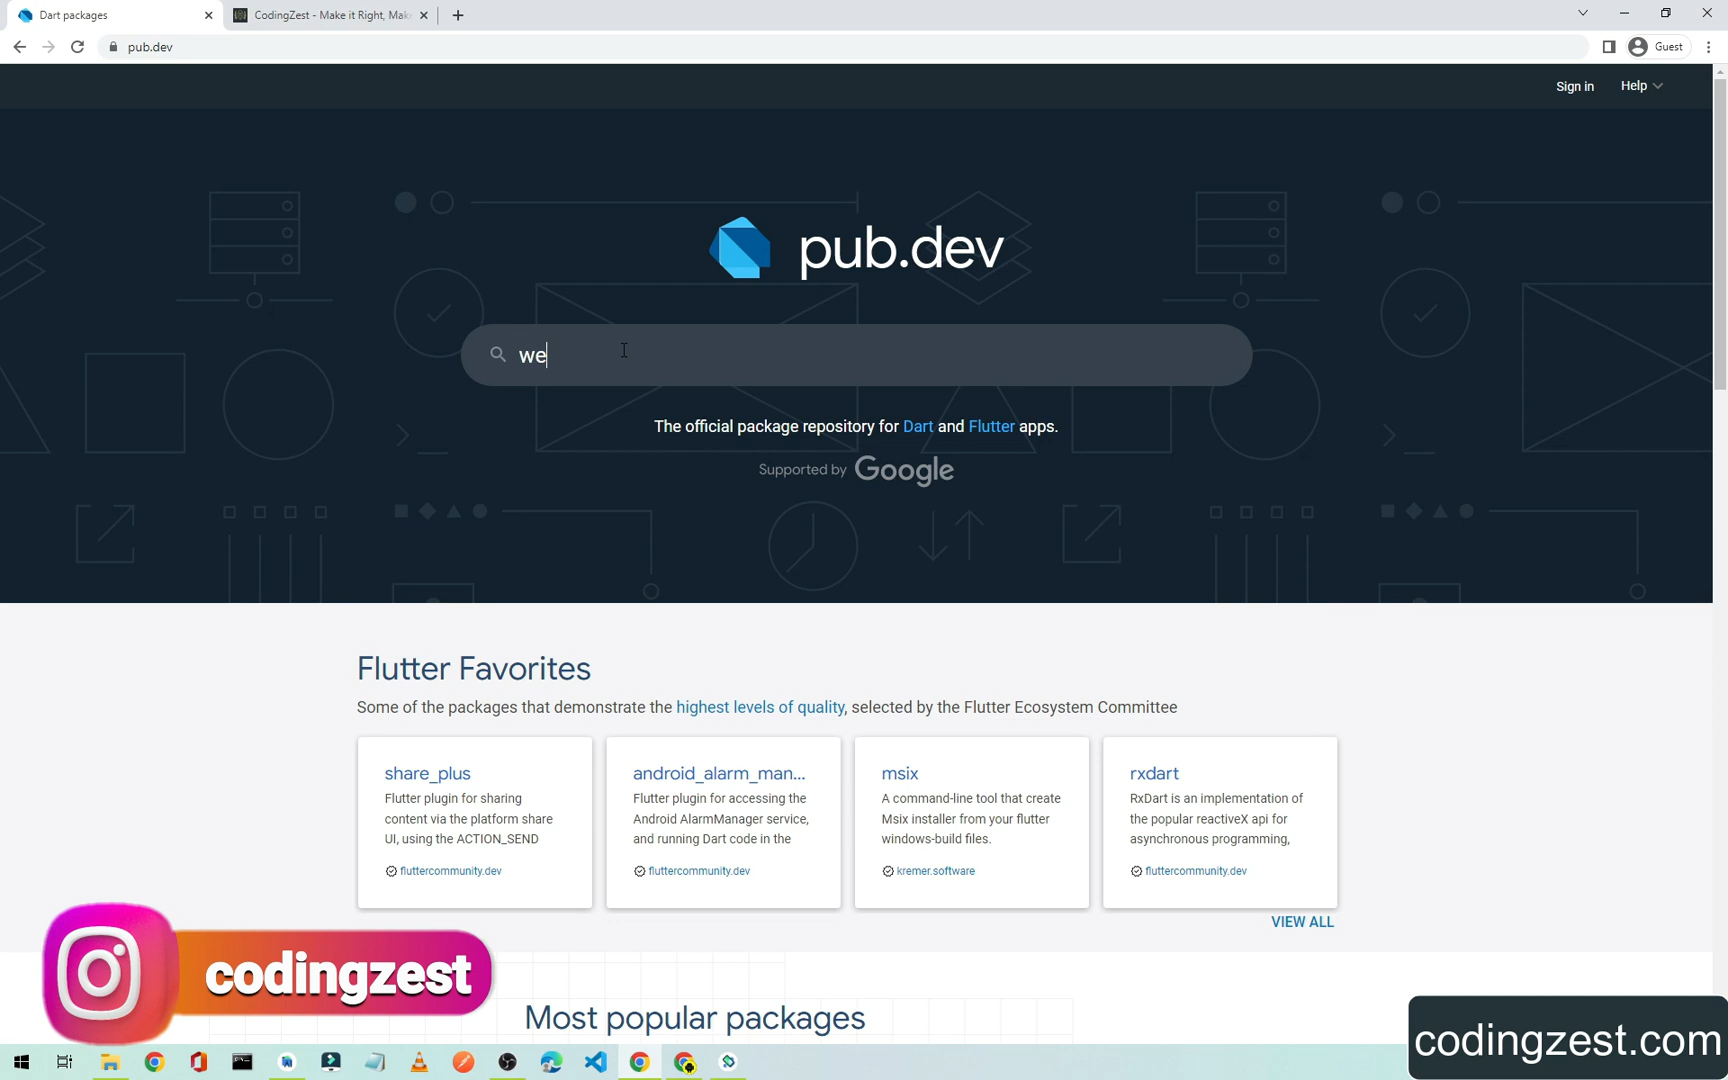 Dart packages
CodingZest - Make it Right, Mak
pub.dev
Guest
Sign in
Help
pub.dev
we
The official package repository for Dart and Flutter apps.
Supported by Google
Flutter Favorites
Some of the packages that demonstrate the highest levels of quality, selected by the Flutter Ecosystem Committee
share_plus
Flutter plugin for sharing
content via the platform share
UI, using the ACTION_SEND
fluttercommunity.dev
android_alarm_man...
Flutter plugin for accessing the
Android AlarmManager service,
and running Dart code in the
fluttercommunity.dev
msix
A command-line tool that create
Msix installer from your flutter
windows-build files.
kremer.software
rxdart
RxDart is an implementation of
the popular reactiveX api for
asynchronous programming,
fluttercommunity.dev
VIEW ALL
codingzest
Most popular packages
codingzest.com